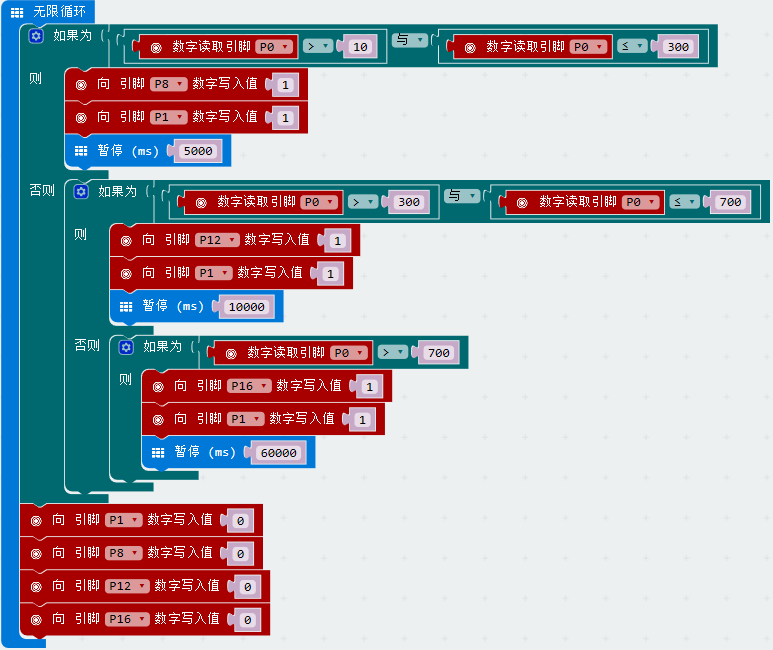 无限循环
如果为 数字读取引脚 P0 > 10 与 数字读取引脚 P0 ≤ 300
则 向 引脚 P8 数字写入值 1
向 引脚 P1 数字写入值 1
暂停 (ms) 5000
否则 如果为 数字读取引脚 P0 > 300 与 数字读取引脚 P0 ≤ 700
则 向 引脚 P12 数字写入值 1
向 引脚 P1 数字写入值 1
暂停 (ms) 10000
否则 如果为 数字读取引脚 P0 > 700
则 向 引脚 P16 数字写入值 1
向 引脚 P1 数字写入值 1
暂停 (ms) 60000
向 引脚 P1 数字写入值 0
向 引脚 P8 数字写入值 0
向 引脚 P12 数字写入值 0
向 引脚 P16 数字写入值 0